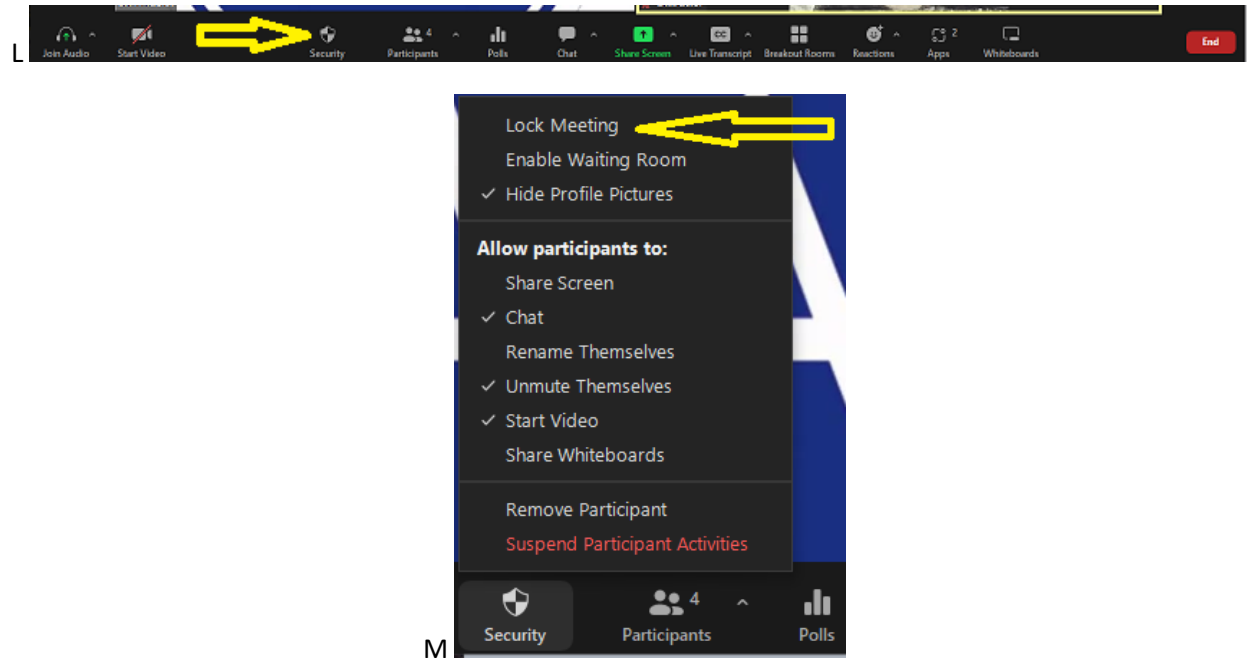 L
Join Audio Start Video Security Participants 4 Polls Chat Share Screen Live Transcript Breakout Rooms Reactions Apps 2 Whiteboards End
CC
Lock Meeting
Enable Waiting Room
✓ Hide Profile Pictures
Allow participants to:
Share Screen
✓ Chat
Rename Themselves
✓ Unmute Themselves
✓ Start Video
Share Whiteboards
Remove Participant
Suspend Participant Activities
Security Participants 4 Polls
M